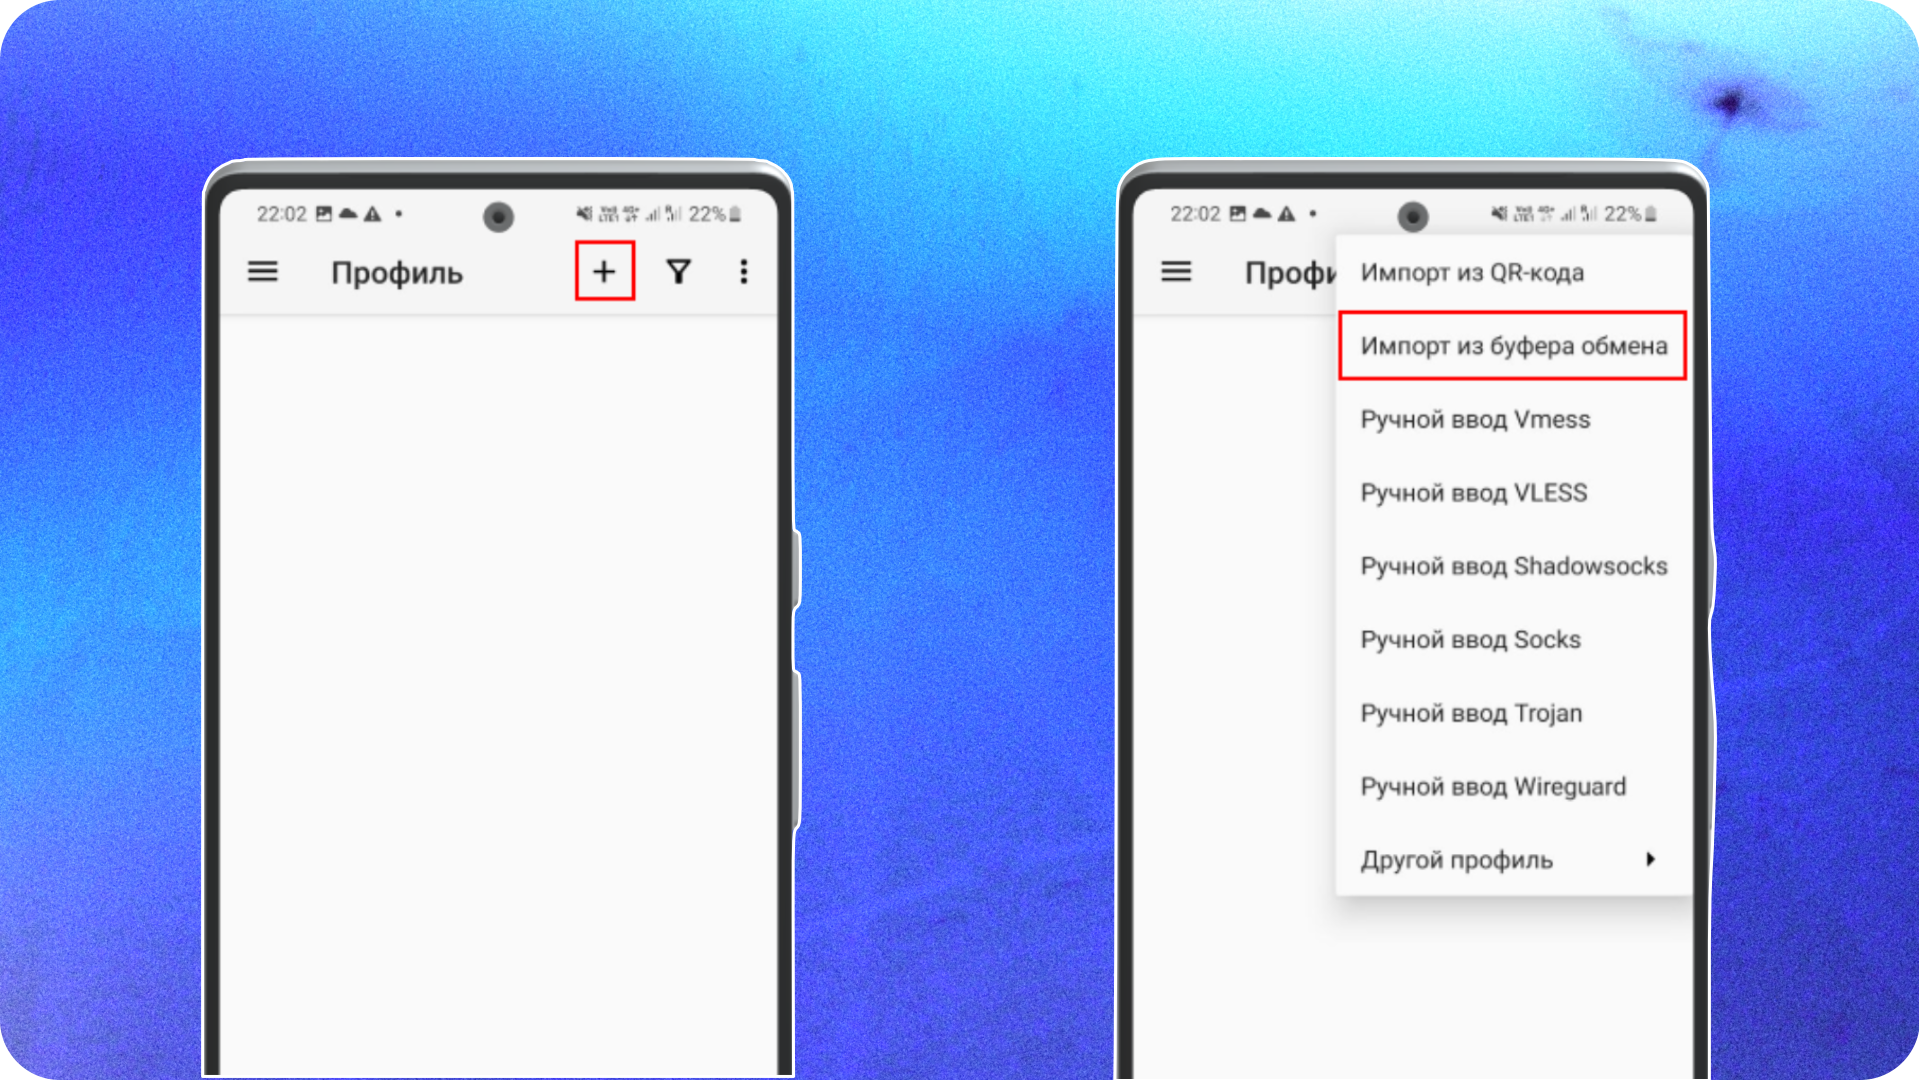 22:02 22%
Профиль
22:02 22%
Профи
Импорт из QR-кода
Импорт из буфера обмена
Ручной ввод Vmess
Ручной ввод VLESS
Ручной ввод Shadowsocks
Ручной ввод Socks
Ручной ввод Trojan
Ручной ввод Wireguard
Другой профиль